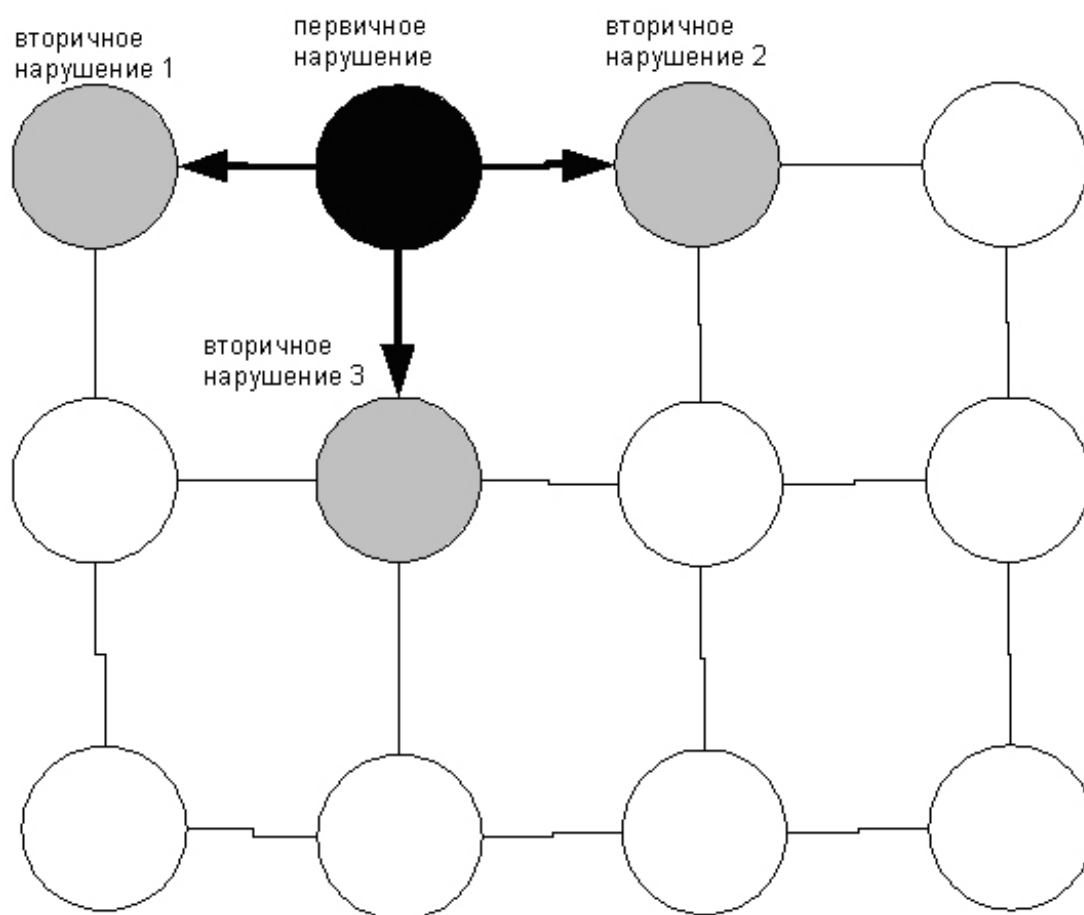 вторичное
нарушение 1
первичное
нарушение
вторичное
нарушение 2
вторичное
нарушение 3